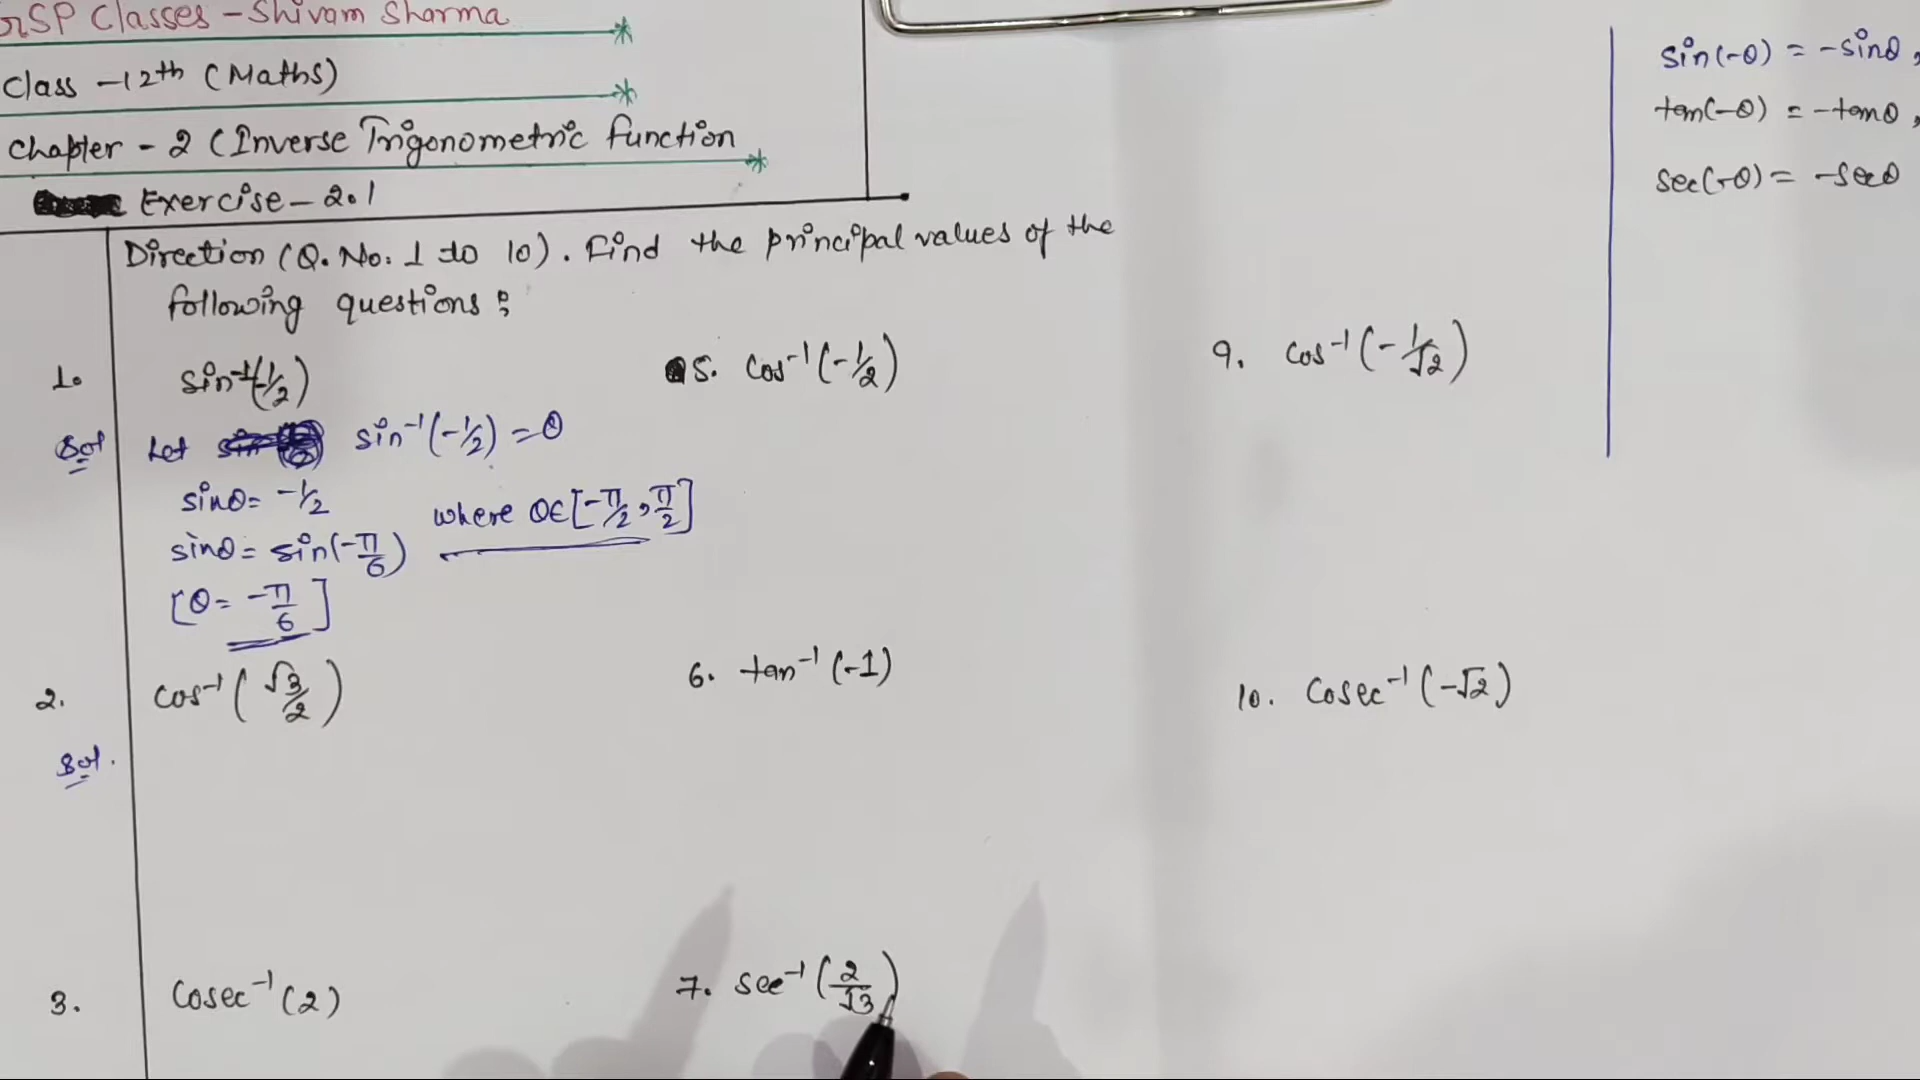 SP Classes - Shivam Sharma
Class - 12th (Maths)
Chapter - 2 (Inverse Trigonometric function
Exercise - 2.1
Direction (Q. No. 1 to 10). Find the principal values of the
following questions;
1. sin⁻¹(-1/2)
Sol Let sin⁻¹(-1/2) = θ
sinθ = -1/2
where θ∈[-π/2, π/2]
sinθ = sin(-π/6)
[θ = -π/6]
2. cos⁻¹(√3/2)
Sol.
3. Cosec⁻¹(2)
5. Cos⁻¹(-1/2)
6. tan⁻¹(-1)
7. sec⁻¹(2/√3)
9. cos⁻¹(-1/√2)
10. Cosec⁻¹(-√2)
sin(-θ) = -sinθ,
tan(-θ) = -tanθ,
sec(-θ) = -secθ